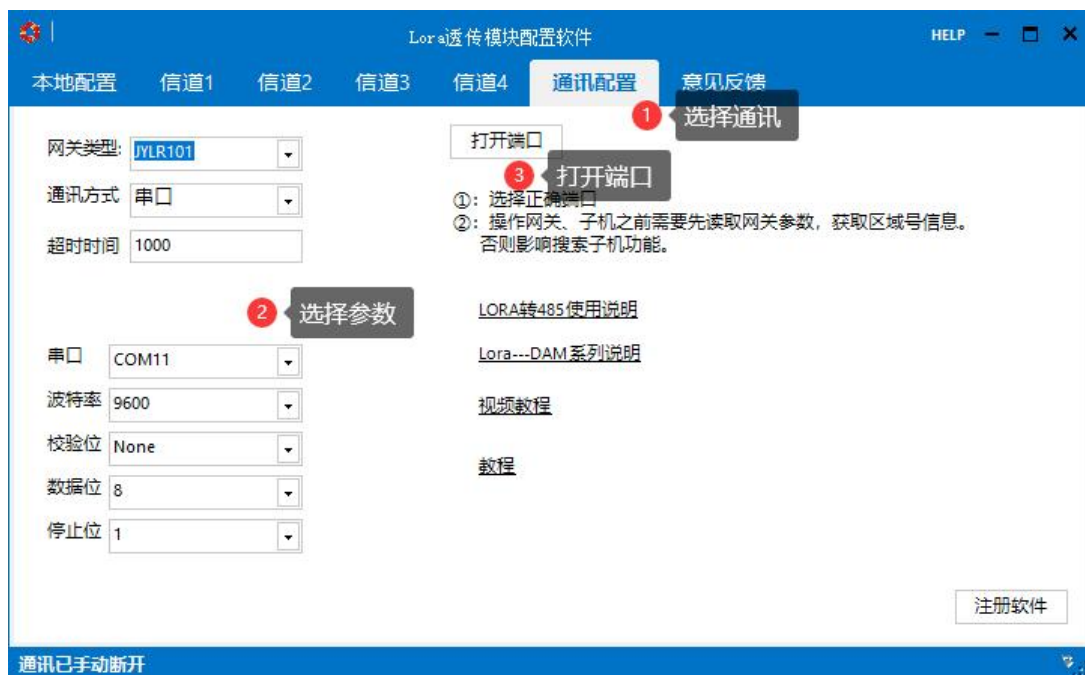 Lora透传模块配置软件
HELP
本地配置 信道1 信道2 信道3 信道4 通讯配置 意见反馈
1 选择通讯
网关类型: JYLR101
打开端口
3 打开端口
通讯方式 串口
①: 选择正确端口
②: 操作网关、子机之前需要先读取网关参数, 获取区域号信息。
否则影响搜索子机功能。
超时时间 1000
2 选择参数
LORA转485使用说明
串口 COM11
Lora---DAM系列说明
波特率 9600
视频教程
校验位 None
教程
数据位 8
停止位 1
注册软件
通讯已手动断开